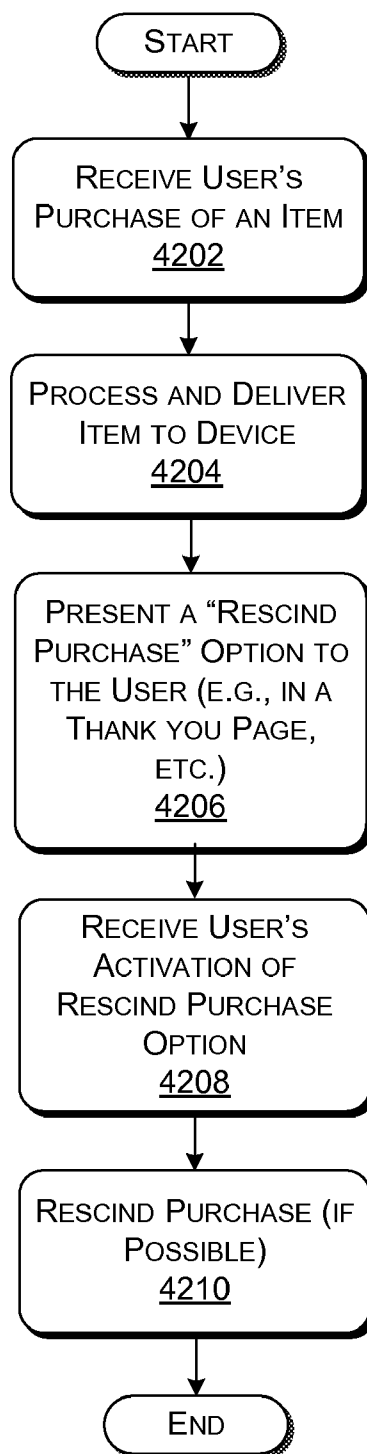 START
RECEIVE USER'S
PURCHASE OF AN ITEM
4202
PROCESS AND DELIVER
ITEM TO DEVICE
4204
PRESENT A “RESCIND
PURCHASE” OPTION TO
THE USER (E.G., IN A
THANK YOU PAGE,
ETC.)
4206
RECEIVE USER'S
ACTIVATION OF
RESCIND PURCHASE
OPTION
4208
RESCIND PURCHASE (IF
POSSIBLE)
4210
END